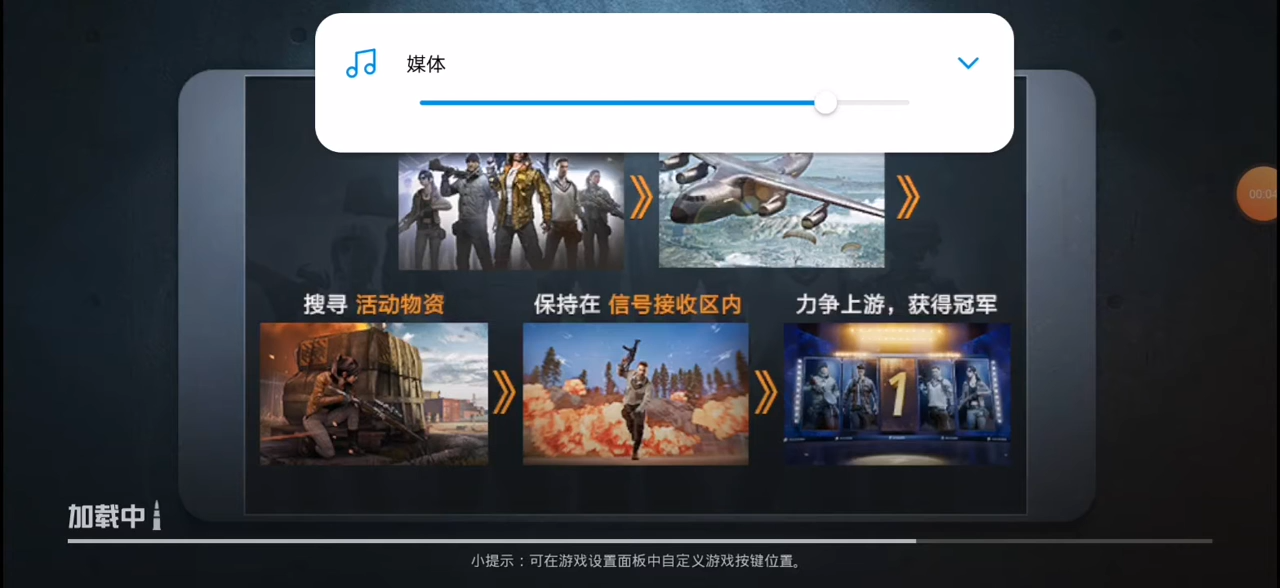 媒体
搜寻 活动物资
保持在 信号接收区内
力争上游，获得冠军
1
加载中
小提示：可在游戏设置面板中自定义游戏按键位置。